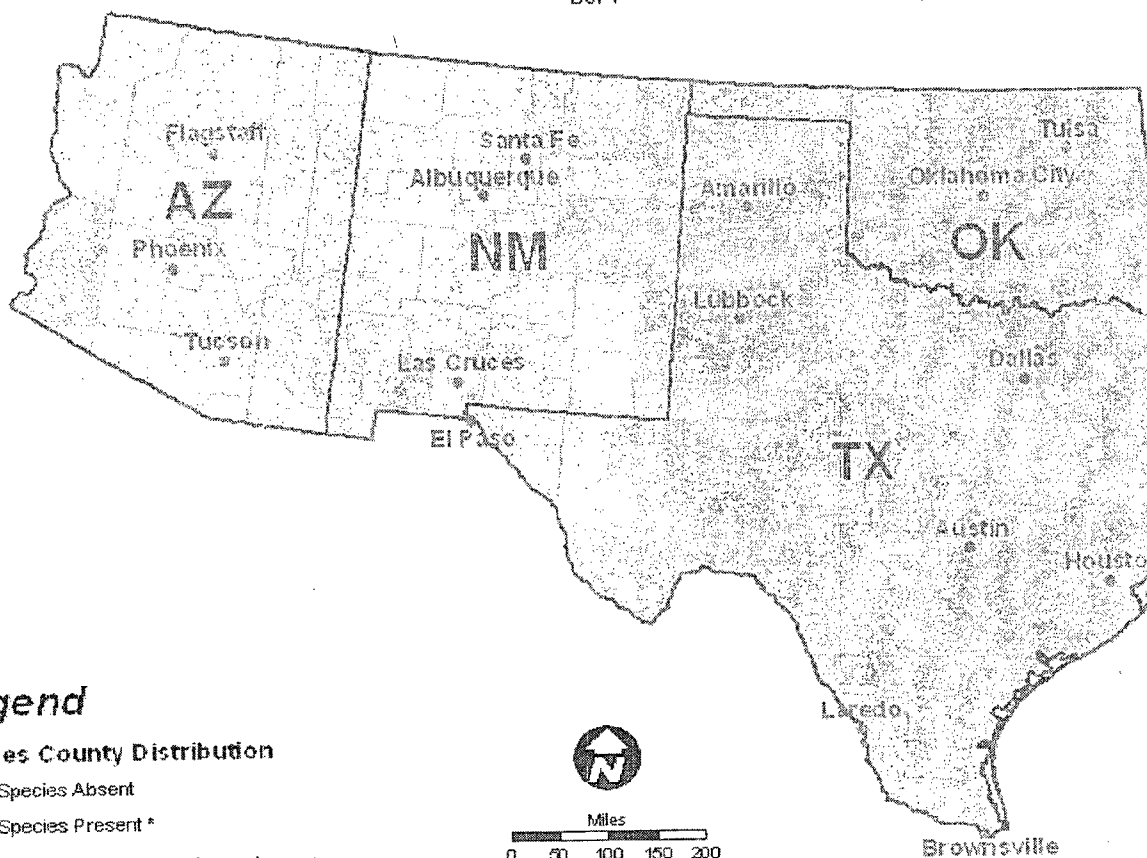 Flagstaff
Santa Fe
Tulsa
Albuquerque
Amarillo
Oklahoma City
AZ
Phoenix
NM
OK
Lubbock
Tucson
Las Cruces
Dallas
El Paso
TX
Austin
Housto
Laredo
gend
es County Distribution
Species Absent
Species Present *
N
Miles
0 50 100 150 200
Brownsville